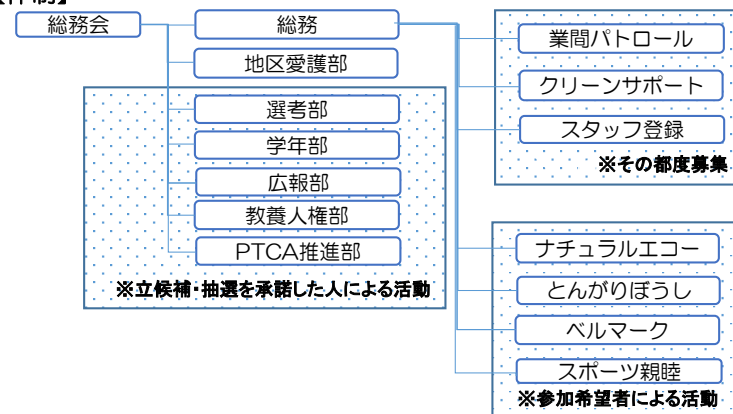 総務会
総務
地区愛護部
選考部
学年部
広報部
教養人権部
PTCA推進部
※立候補・抽選を承諾した人による活動
業間パトロール
クリーンサポート
スタッフ登録
※その都度募集
ナチュラルエコー
とんがりぼうし
ベルマーク
スポーツ親睦
※参加希望者による活動